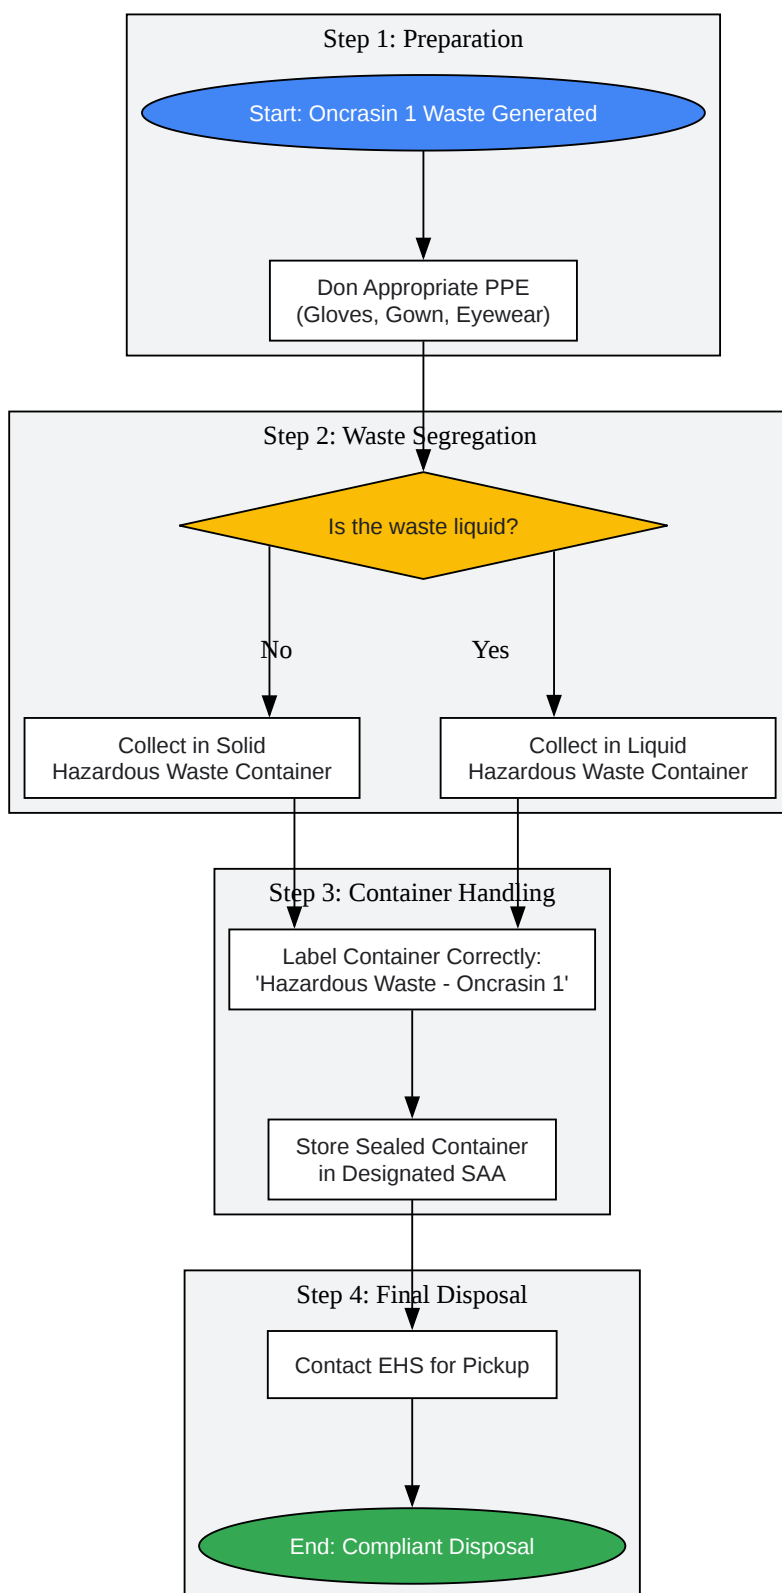 Step 1: Preparation
Start: Oncrasin 1 Waste Generated
Don Appropriate PPE
(Gloves, Gown, Eyewear)
Step 2: Waste Segregation
Is the waste liquid?
No
Yes
Collect in Solid
Hazardous Waste Container
Collect in Liquid
Hazardous Waste Container
Step 3: Container Handling
Label Container Correctly:
'Hazardous Waste - Oncrasin 1'
Store Sealed Container
in Designated SAA
Step 4: Final Disposal
Contact EHS for Pickup
End: Compliant Disposal